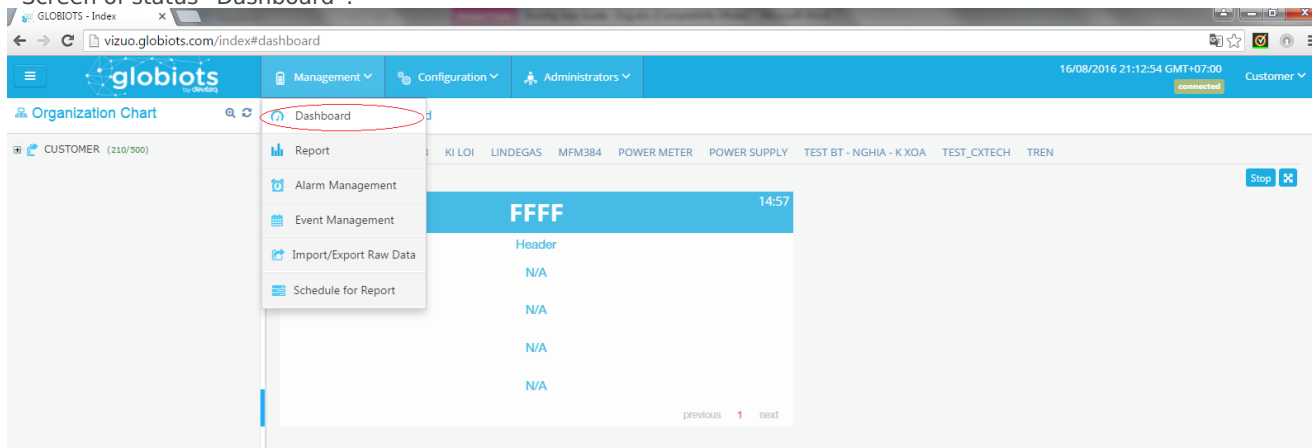 Screen of status "Dashboard".
GLOBIOTS - Index
vizuo.globiots.com/index#dashboard
globiots
by deviteq
Management
Configuration
Administrators
16/08/2016 21:12:54 GMT+07:00
connected
Customer
Organization Chart
Dashboard
CUSTOMER (210/500)
Report
KI LOI LINDEGAS MFM384 POWER METER POWER SUPPLY TEST BT - NGHIA - K XOA TEST_CXTECH TREN
Alarm Management
Stop
Event Management
FFFF
14:57
Import/Export Raw Data
Header
Schedule for Report
N/A
N/A
N/A
N/A
previous 1 next